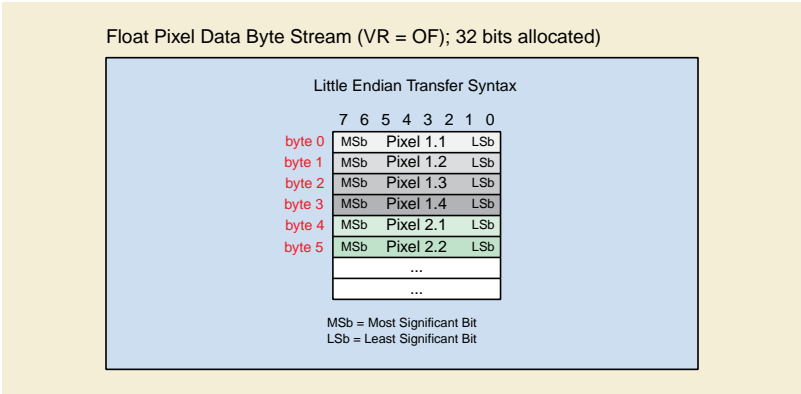 Float Pixel Data Byte Stream (VR = OF); 32 bits allocated)
Little Endian Transfer Syntax
7 6 5 4 3 2 1 0
byte 0 MSb Pixel 1.1 LSb
byte 1 MSb Pixel 1.2 LSb
byte 2 MSb Pixel 1.3 LSb
byte 3 MSb Pixel 1.4 LSb
byte 4 MSb Pixel 2.1 LSb
byte 5 MSb Pixel 2.2 LSb
...
...
MSb = Most Significant Bit
LSb = Least Significant Bit